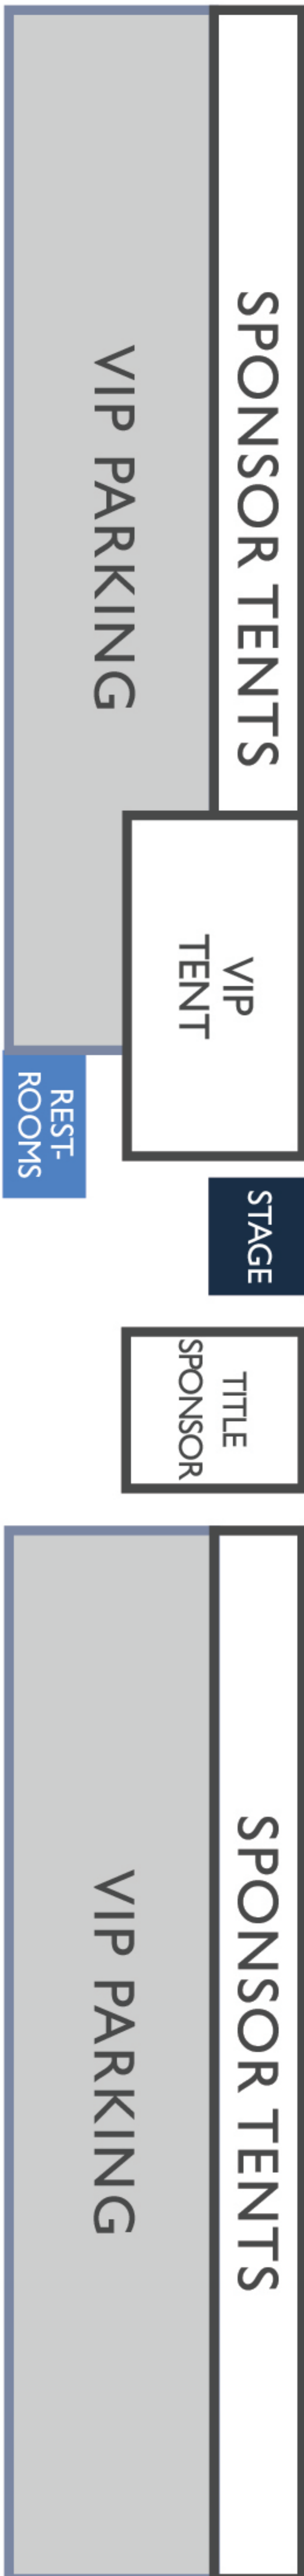 SPONSOR TENTS
VIP PARKING
VIP
TENT
REST-
ROOMS
STAGE
TITLE
SPONSOR
SPONSOR TENTS
VIP PARKING